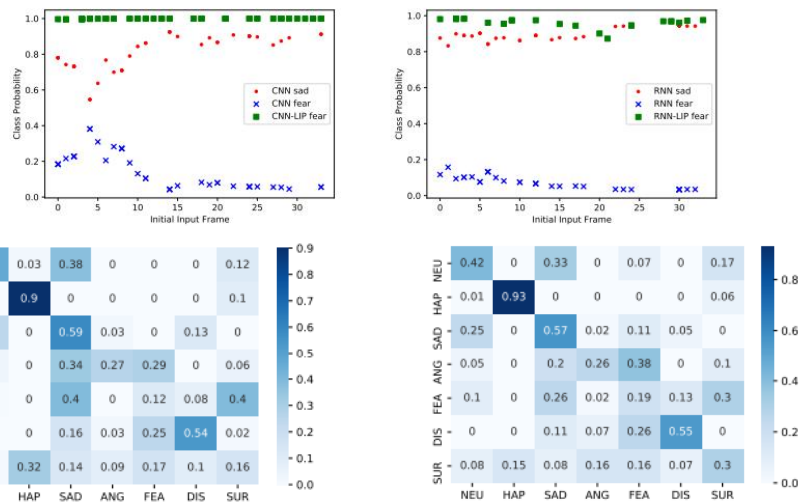 1.0
0.8
0.6
0.4
0.2
0.0
Class Probability
CNN sad
CNN fear
CNN-LIP fear
0 5 10 15 20 25 30
Initial Input Frame
1.0
0.8
0.6
0.4
0.2
0.0
Class Probability
RNN sad
RNN fear
RNN-LIP fear
0 5 10 15 20 30
Initial Input Frame
0.03 0.38 0 0 0 0.12
0.9 0 0 0 0 0.1
0 0.59 0.03 0 0.13 0
0 0.34 0.27 0.29 0 0.06
0 0.4 0 0.12 0.08 0.4
0 0.16 0.03 0.25 0.54 0.02
0.32 0.14 0.09 0.17 0.1 0.16
HAP SAD ANG FEA DIS SUR
0.9
0.8
0.7
0.6
0.5
0.4
0.3
0.2
0.1
0.0
NEU 0.42 0 0.33 0 0.07 0 0.17
HAP 0.01 0.93 0 0 0 0 0.06
SAD 0.25 0 0.57 0.02 0.11 0.05 0
ANG 0.05 0 0.2 0.26 0.38 0 0.1
FEA 0.1 0 0.26 0.02 0.19 0.13 0.3
DIS 0 0 0.11 0.07 0.26 0.55 0
SUR 0.08 0.15 0.08 0.16 0.16 0.07 0.3
NEU HAP SAD ANG FEA DIS SUR
0.8
0.6
0.4
0.2
0.0